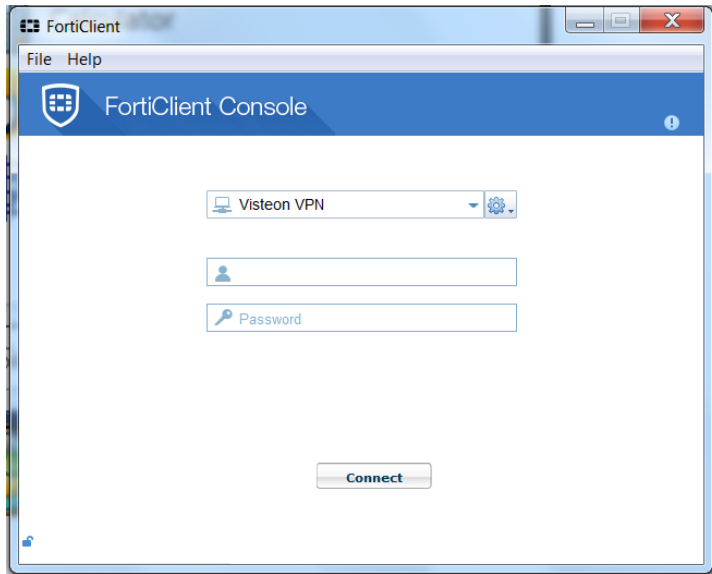 FortiClient
File Help
FortiClient Console
Visteon VPN
Password
Connect